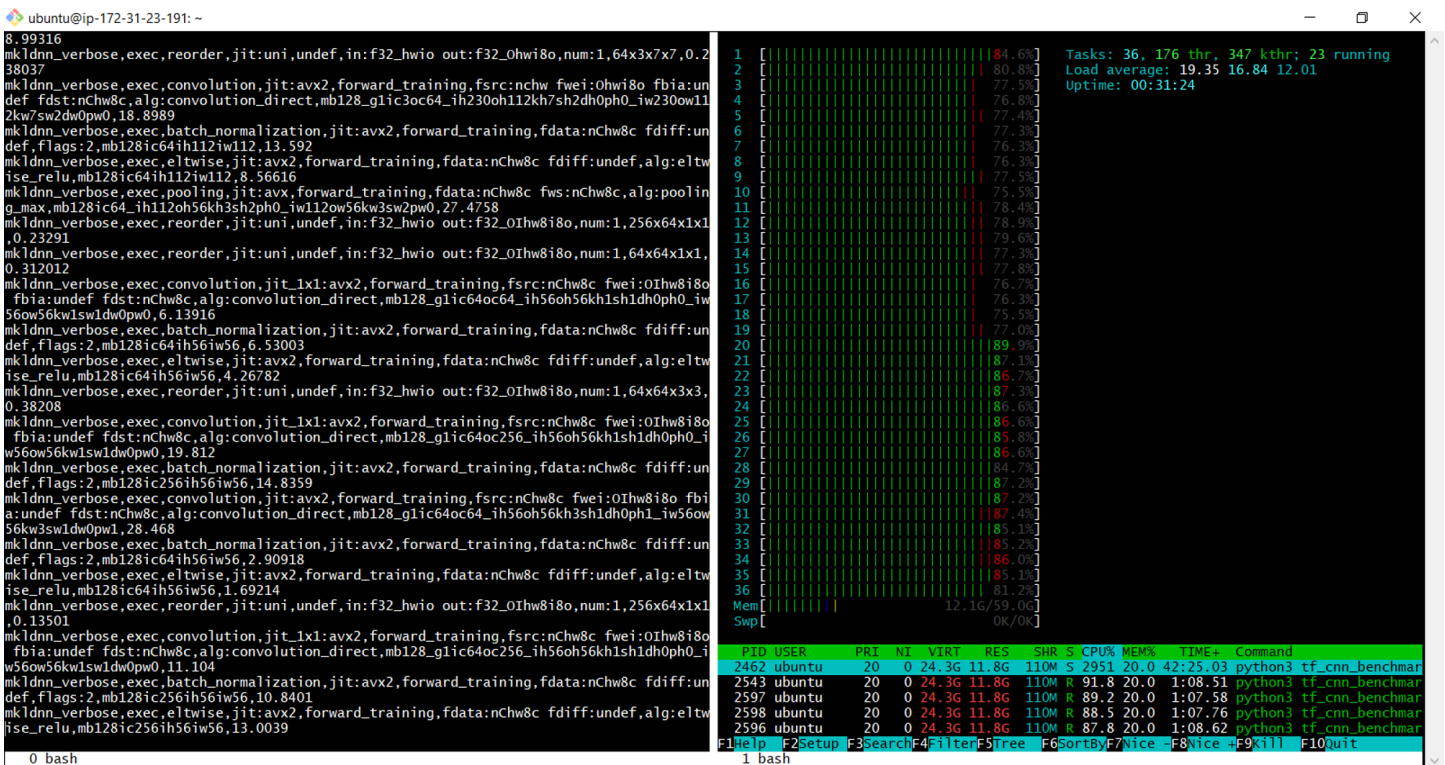 ubuntu@ip-172-31-23-191: ~
8.99316
mkldnn_verbose,exec,reorder,jit:uni,undef,in:f32_hwio out:f32_Ohwi8o,num:1,64x3x7x7,0.2
38037
mkldnn_verbose,exec,convolution,jit:avx2,forward_training,fsrc:nchw fwei:Ohwi8o fbia:un
def fdst:nChw8c,alg:convolution_direct,mb128_g1ic3oc64_ih230oh112kh7sh2dh0ph0_iw230ow11
2kw7sw2dw0pw0,18.8989
mkldnn_verbose,exec,batch_normalization,jit:avx2,forward_training,fdata:nChw8c fdiff:un
def,flags:2,mb128ic64ih112iw112,13.592
mkldnn_verbose,exec,eltwise,jit:avx2,forward_training,fdata:nChw8c fdiff:undef,alg:eltw
ise_relu,mb128ic64ih112iw112,8.56616
mkldnn_verbose,exec,pooling,jit:avx,forward_training,fdata:nChw8c fws:nChw8c,alg:poolin
g_max,mb128ic64_ih112oh56kh3sh2ph0_iw112ow56kw3sw2pw0,27.4758
mkldnn_verbose,exec,reorder,jit:uni,undef,in:f32_hwio out:f32_OIhw8i8o,num:1,256x64x1x1
,0.23291
mkldnn_verbose,exec,reorder,jit:uni,undef,in:f32_hwio out:f32_OIhw8i8o,num:1,64x64x1x1,
0.312012
mkldnn_verbose,exec,convolution,jit_1x1:avx2,forward_training,fsrc:nChw8c fwei:OIhw8i8o
fbia:undef fdst:nChw8c,alg:convolution_direct,mb128_g1ic64oc64_ih56oh56kh1sh1dh0ph0_iw
56ow56kw1sw1dw0pw0,6.13916
mkldnn_verbose,exec,batch_normalization,jit:avx2,forward_training,fdata:nChw8c fdiff:un
def,flags:2,mb128ic64ih56iw56,6.53003
mkldnn_verbose,exec,eltwise,jit:avx2,forward_training,fdata:nChw8c fdiff:undef,alg:eltw
ise_relu,mb128ic64ih56iw56,4.26782
mkldnn_verbose,exec,reorder,jit:uni,undef,in:f32_hwio out:f32_OIhw8i8o,num:1,64x64x3x3,
0.38208
mkldnn_verbose,exec,convolution,jit_1x1:avx2,forward_training,fsrc:nChw8c fwei:OIhw8i8o
fbia:undef fdst:nChw8c,alg:convolution_direct,mb128_g1ic64oc256_ih56oh56kh1sh1dh0ph0_i
w56ow56kw1sw1dw0pw0,19.812
mkldnn_verbose,exec,batch_normalization,jit:avx2,forward_training,fdata:nChw8c fdiff:un
def,flags:2,mb128ic256ih56iw56,14.8359
mkldnn_verbose,exec,convolution,jit:avx2,forward_training,fsrc:nChw8c fwei:OIhw8i8o fbi
a:undef fdst:nChw8c,alg:convolution_direct,mb128_g1ic64oc64_ih56oh56kh3sh1dh0ph1_iw56ow
56kw3sw1dw0pw1,28.468
mkldnn_verbose,exec,batch_normalization,jit:avx2,forward_training,fdata:nChw8c fdiff:un
def,flags:2,mb128ic64ih56iw56,2.90918
mkldnn_verbose,exec,eltwise,jit:avx2,forward_training,fdata:nChw8c fdiff:undef,alg:eltw
ise_relu,mb128ic64ih56iw56,1.69214
mkldnn_verbose,exec,reorder,jit:uni,undef,in:f32_hwio out:f32_OIhw8i8o,num:1,256x64x1x1
,0.13501
mkldnn_verbose,exec,convolution,jit_1x1:avx2,forward_training,fsrc:nChw8c fwei:OIhw8i8o
fbia:undef fdst:nChw8c,alg:convolution_direct,mb128_g1ic64oc256_ih56oh56kh1sh1dh0ph0_i
w56ow56kw1sw1dw0pw0,11.104
mkldnn_verbose,exec,batch_normalization,jit:avx2,forward_training,fdata:nChw8c fdiff:un
def,flags:2,mb128ic256ih56iw56,10.8401
mkldnn_verbose,exec,eltwise,jit:avx2,forward_training,fdata:nChw8c fdiff:undef,alg:eltw
ise_relu,mb128ic256ih56iw56,13.0039
0 bash
1 [84.6%]
2 [80.8%]
3 [77.5%]
4 [76.8%]
5 [77.4%]
6 [77.3%]
7 [76.3%]
8 [76.3%]
9 [77.5%]
10 [75.5%]
11 [78.4%]
12 [78.9%]
13 [79.6%]
14 [77.3%]
15 [77.8%]
16 [76.7%]
17 [76.3%]
18 [75.5%]
19 [77.0%]
20 [89.9%]
21 [87.1%]
22 [86.7%]
23 [87.3%]
24 [86.6%]
25 [86.6%]
26 [85.8%]
27 [86.6%]
28 [84.7%]
29 [87.2%]
30 [87.2%]
31 [87.4%]
32 [85.1%]
33 [85.2%]
34 [86.0%]
35 [85.1%]
36 [81.2%]
Mem[12.1G/59.0G]
Swp[0K/0K]
Tasks: 36, 176 thr, 347 kthr; 23 running
Load average: 19.35 16.84 12.01
Uptime: 00:31:24
PID USER PRI NI VIRT RES SHR S CPU% MEM% TIME+ Command
2462 ubuntu 20 0 24.3G 11.8G 110M S 2951 20.0 42:25.03 python3 tf_cnn_benchmar
2543 ubuntu 20 0 24.3G 11.8G 110M R 91.8 20.0 1:08.51 python3 tf_cnn_benchmar
2597 ubuntu 20 0 24.3G 11.8G 110M R 89.2 20.0 1:07.58 python3 tf_cnn_benchmar
2598 ubuntu 20 0 24.3G 11.8G 110M R 88.5 20.0 1:07.76 python3 tf_cnn_benchmar
2596 ubuntu 20 0 24.3G 11.8G 110M R 87.8 20.0 1:08.62 python3 tf_cnn_benchmar
F1Help F2Setup F3SearchF4FilterF5Tree F6SortByF7Nice -F8Nice +F9Kill F10Quit
1 bash